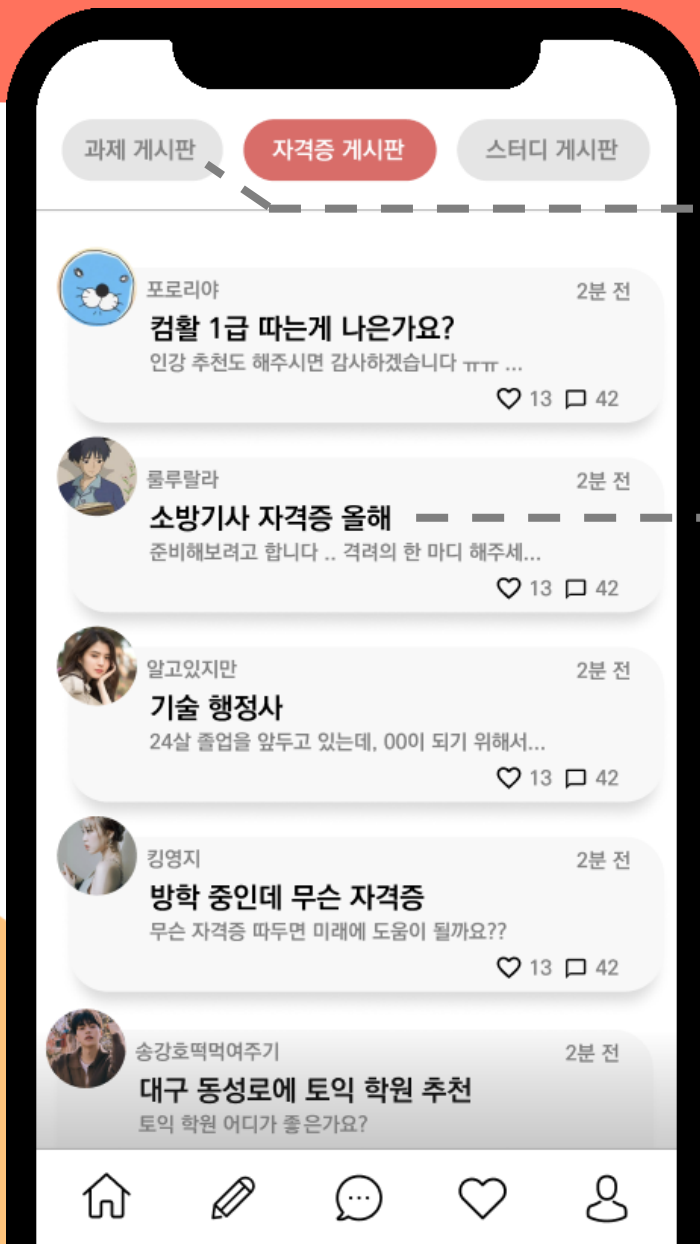 과제 게시판
자격증 게시판
스터디 게시판
포로리야
2분 전
컴활 1급 따는게 나은가요?
인강 추천도 해주시면 감사하겠습니다 ㅠㅠ ...
13
42
룰루랄라
2분 전
소방기사 자격증 올해
준비해보려고 합니다 .. 격려의 한 마디 해주세...
13
42
알고있지만
2분 전
기술 행정사
24살 졸업을 앞두고 있는데, 00이 되기 위해서...
13
42
킹영지
2분 전
방학 중인데 무슨 자격증
무슨 자격증 따두면 미래에 도움이 될까요??
13
42
송강호떡먹여주기
2분 전
대구 동성로에 토익 학원 추천
토익 학원 어디가 좋은가요?